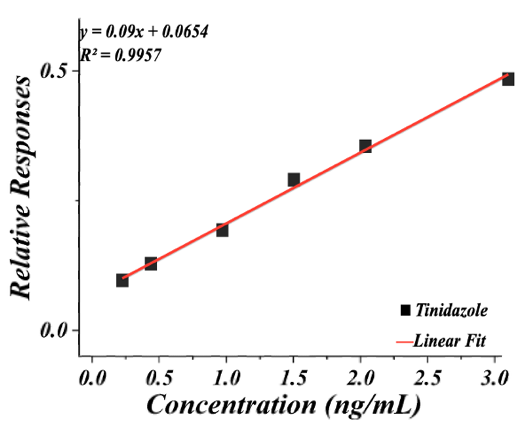 y = 0.09x + 0.0654
R² = 0.9957
0.5
0.0
Relative Responses
Tinidazole
Linear Fit
0.0 0.5 1.0 1.5 2.0 2.5 3.0
Concentration (ng/mL)